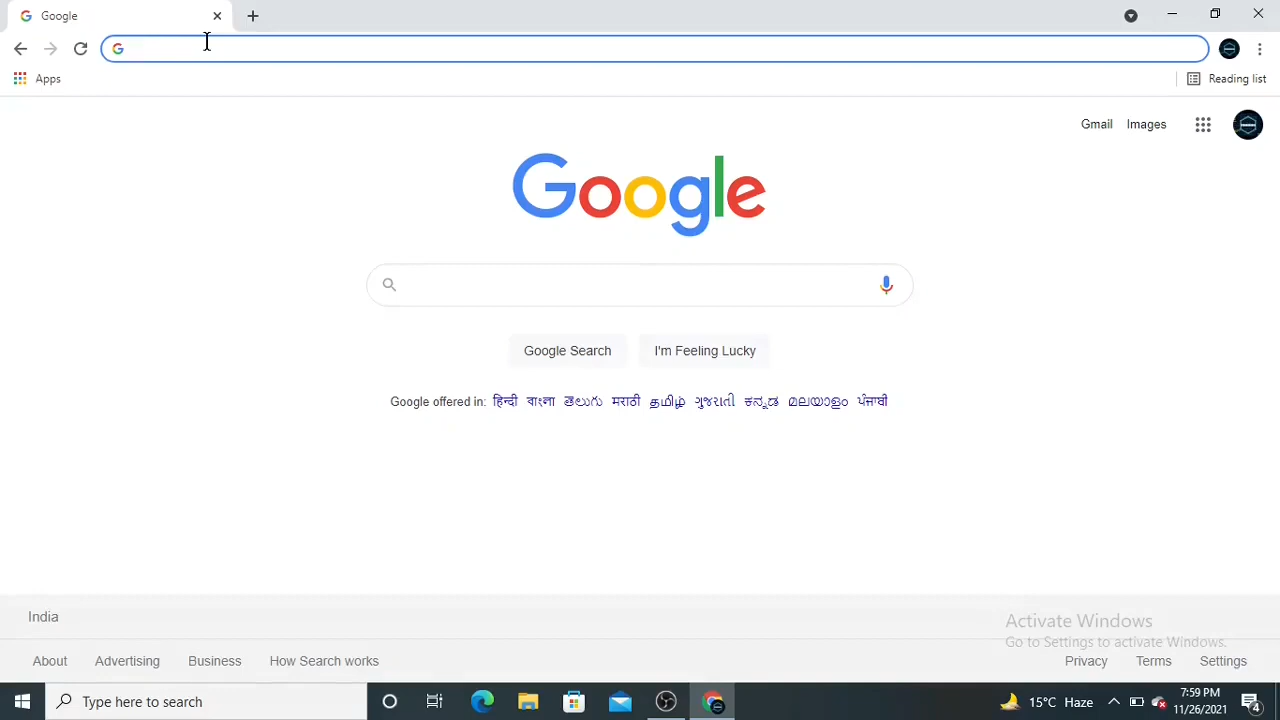 Google
Apps
Reading list
Gmail Images
Google
Google Search
I'm Feeling Lucky
Google offered in: हिन्दी বাংলা తెలుగు मराठी தமிழ் ગુજરાતી ಕನ್ನಡ മലയാളം ਪੰਜਾਬੀ
India
Activate Windows
Go to Settings to activate Windows.
About Advertising Business How Search works
Privacy Terms Settings
Type here to search
15°C Haze
7:59 PM
11/26/2021
4